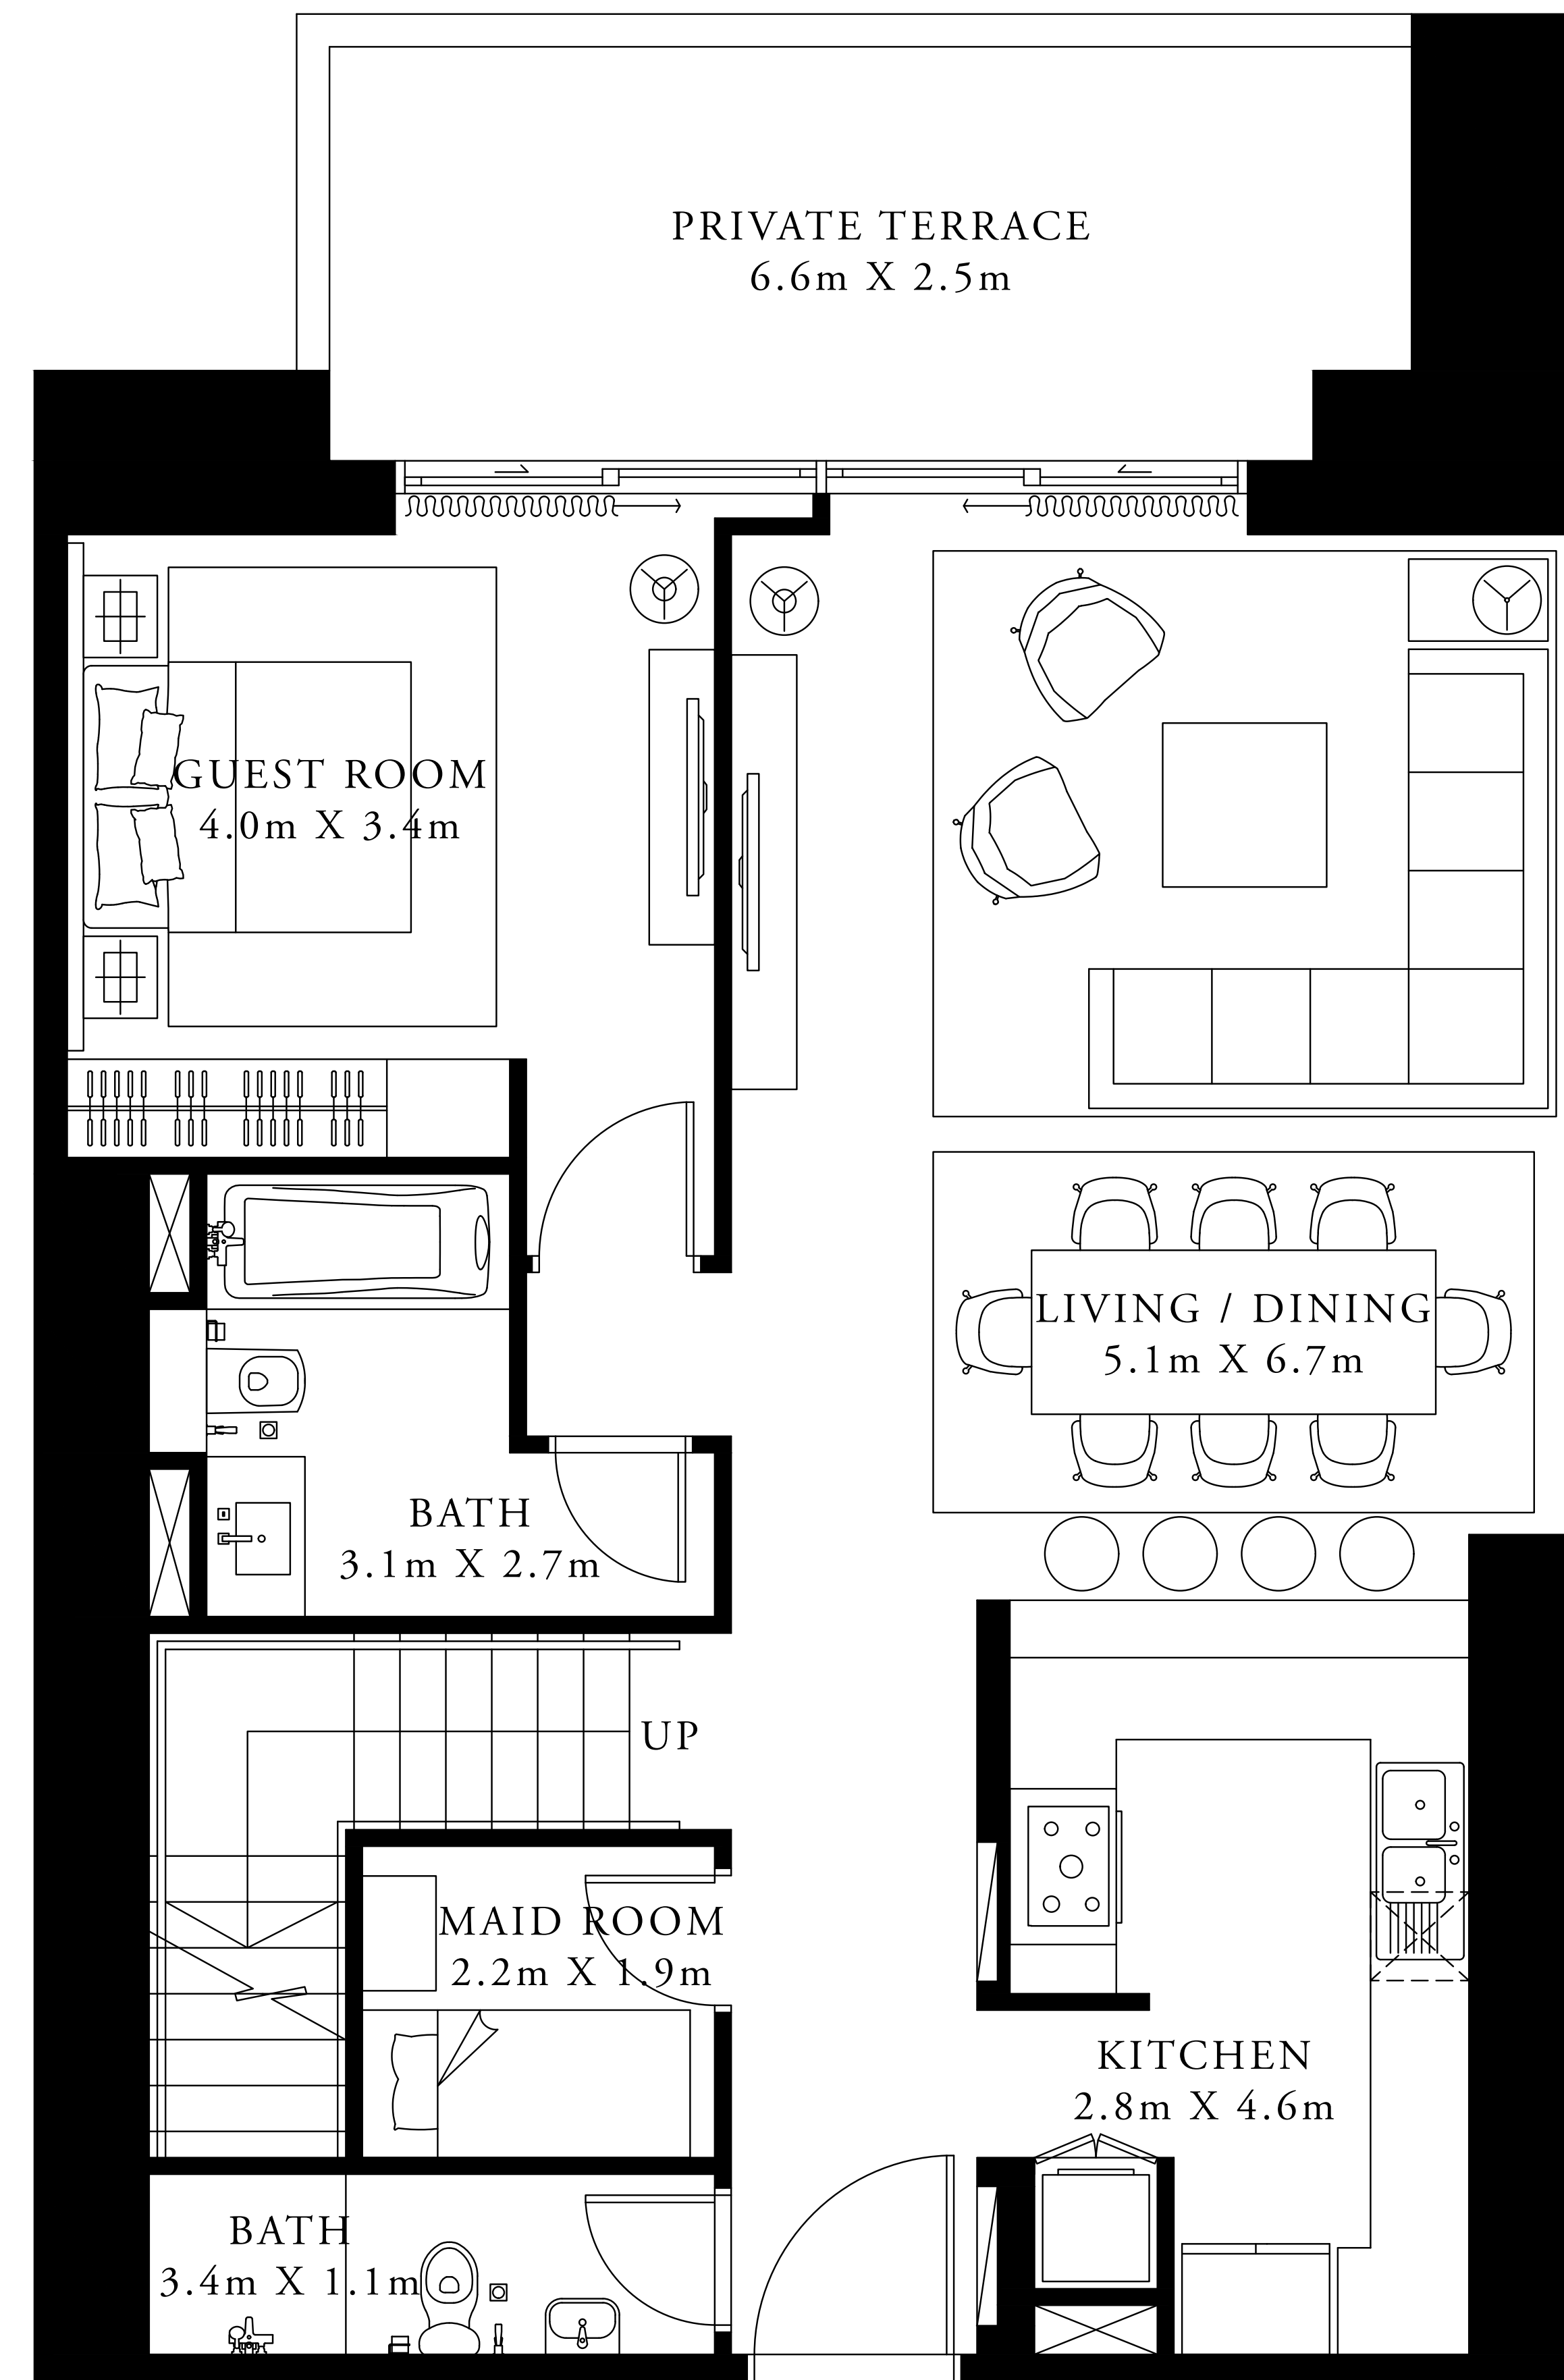 PRIVATE TERRACE
6.6m X 2.5m
GUEST ROOM
4.0m X 3.4m
LIVING / DINING
5.1m X 6.7m
BATH
3.1m X 2.7m
UP
MAID ROOM
2.2m X 1.9m
KITCHEN
2.8m X 4.6m
BATH
3.4m X 1.1m